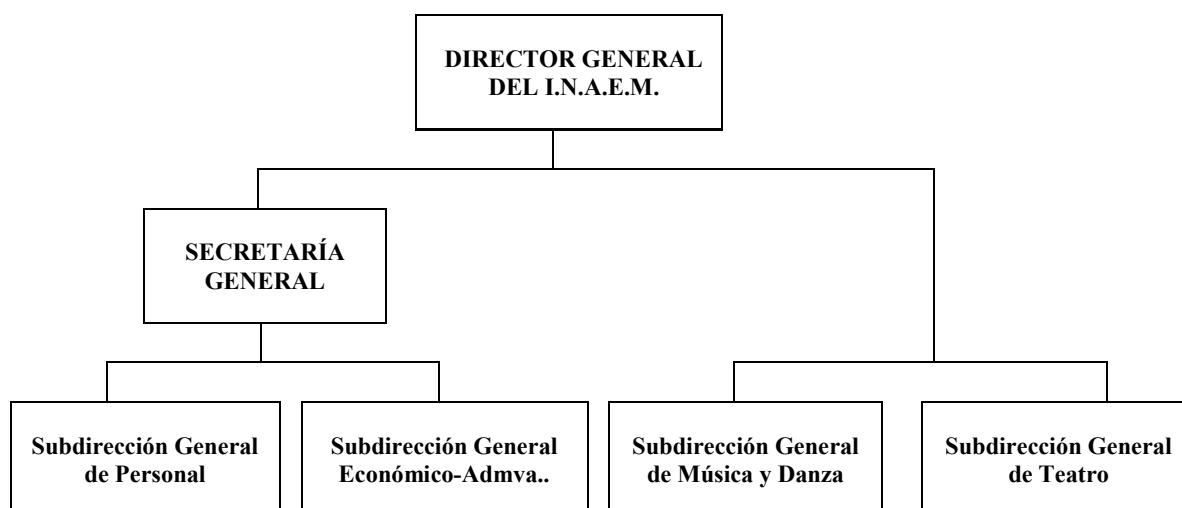 DIRECTOR GENERAL
DEL I.N.A.E.M.
SECRETARÍA
GENERAL
Subdirección General
de Personal
Subdirección General
Económico-Admva..
Subdirección General
de Música y Danza
Subdirección General
de Teatro